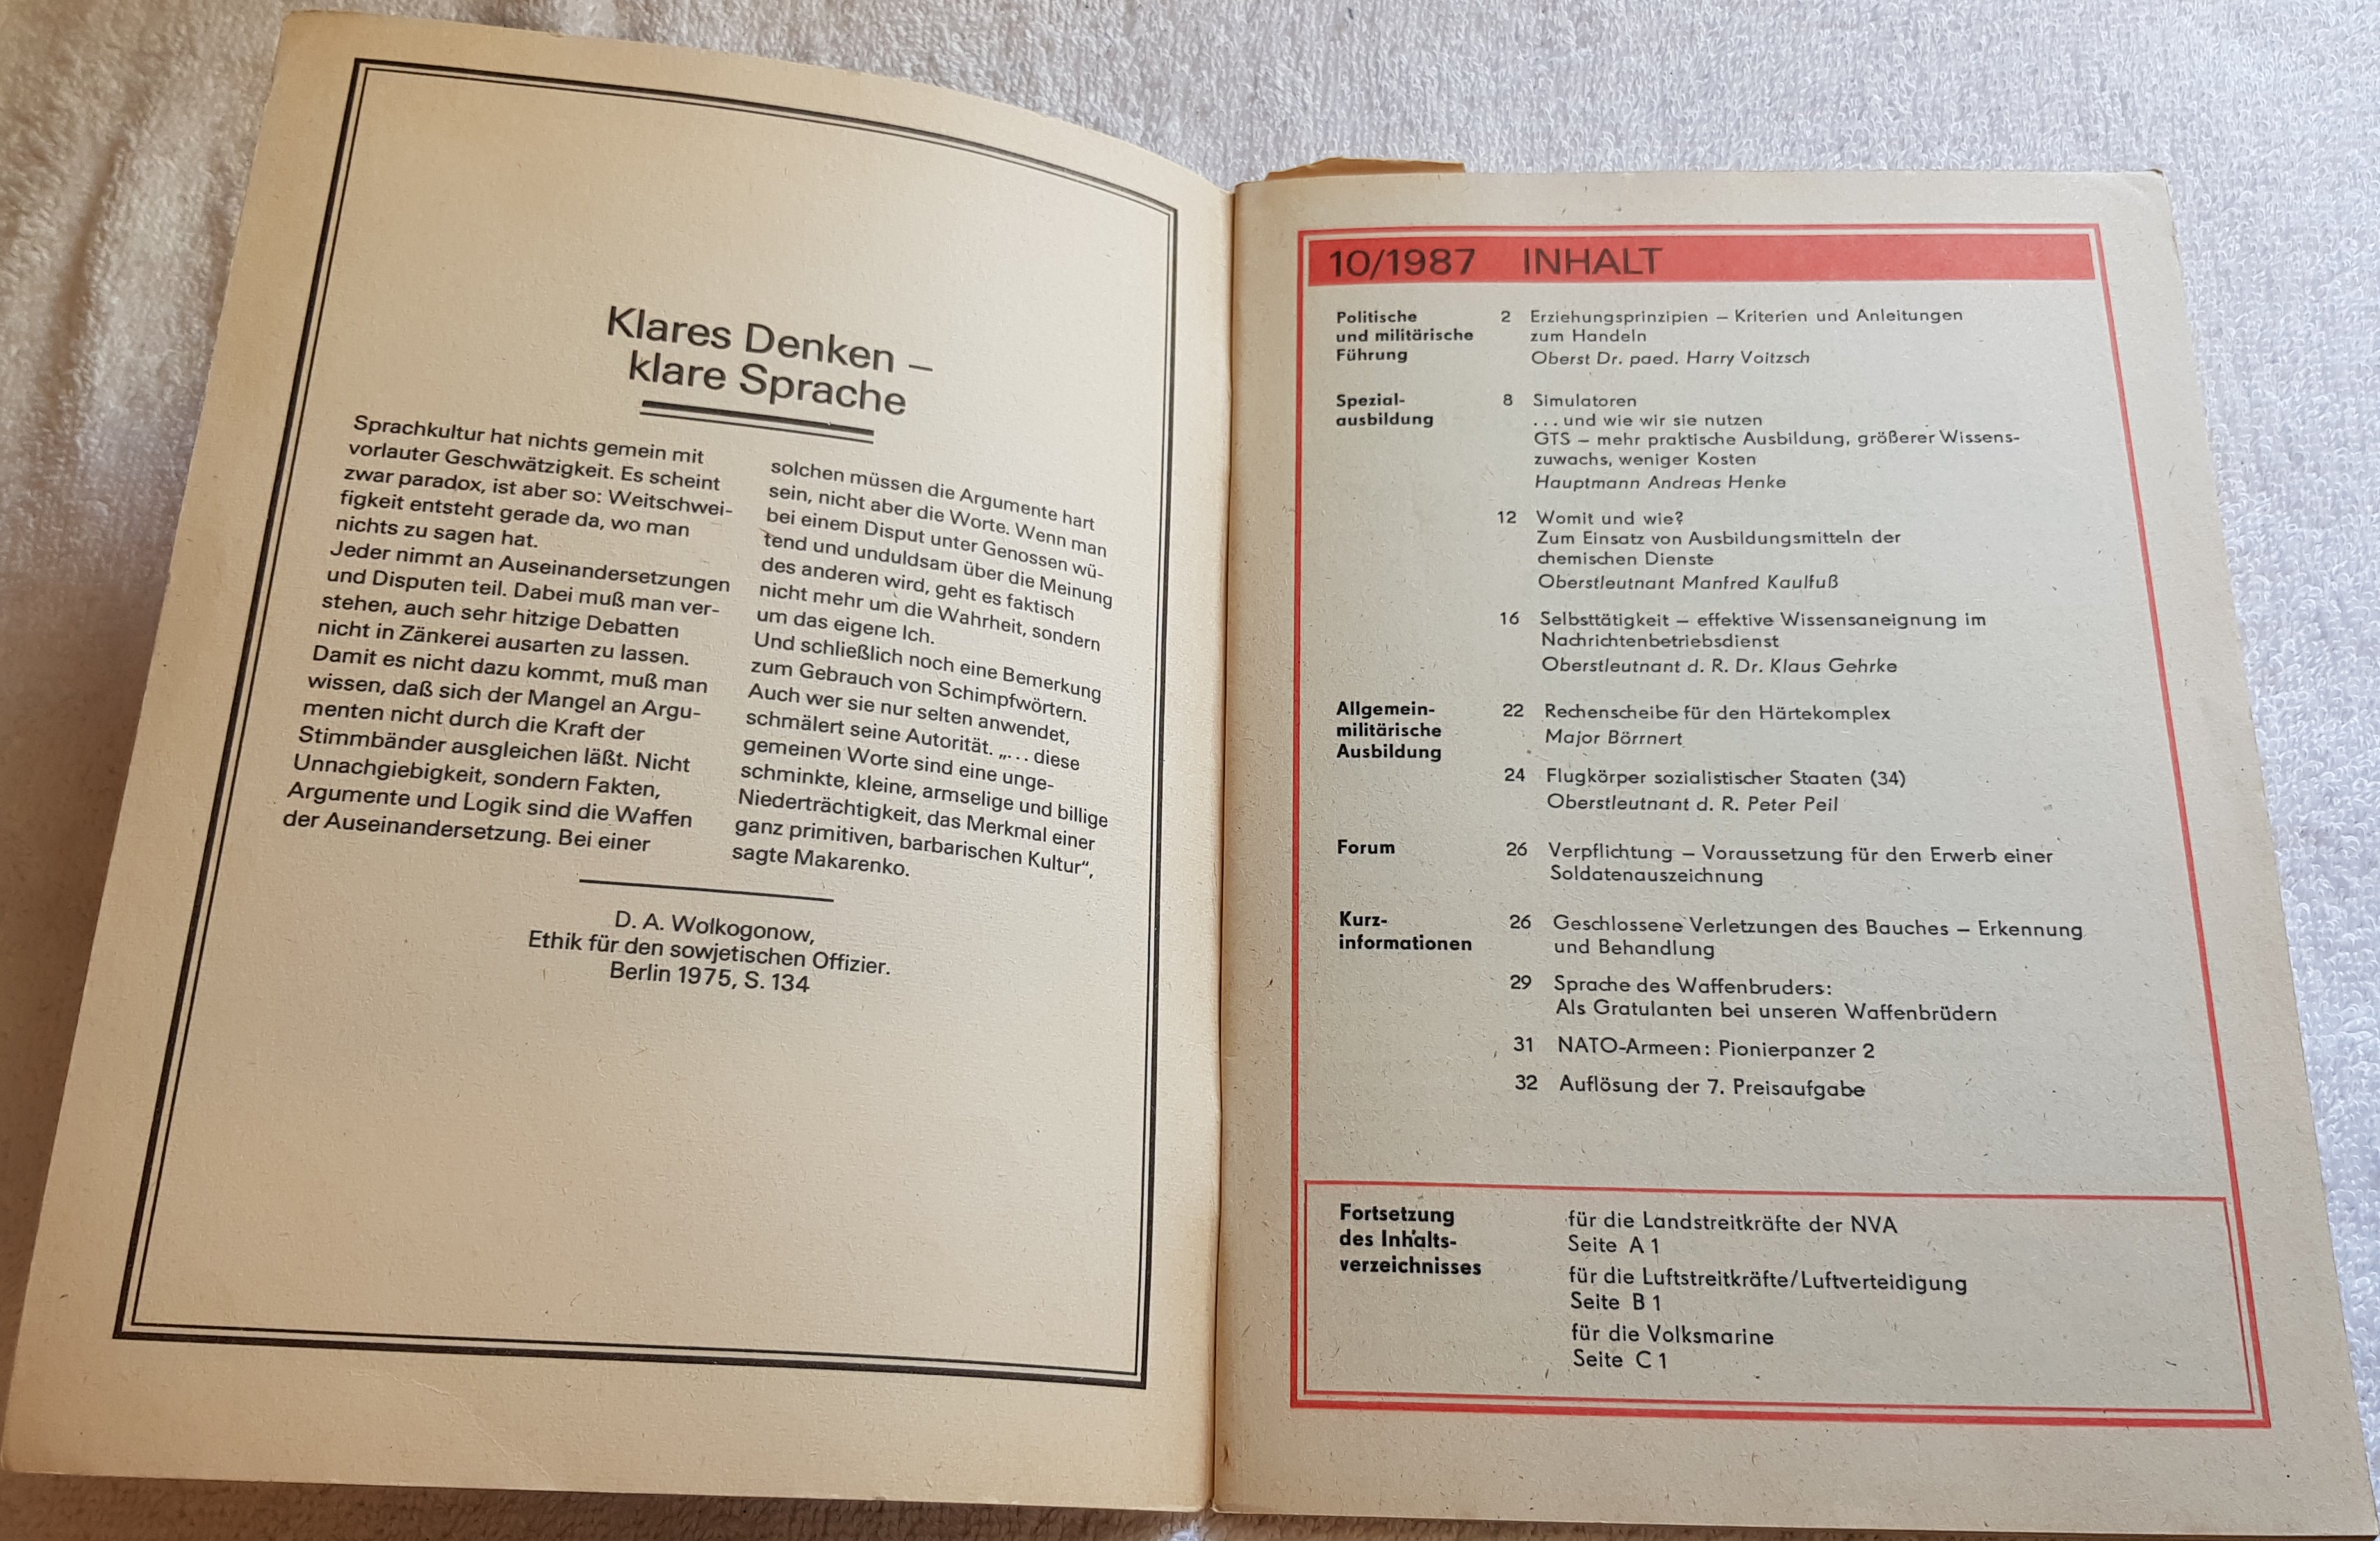 Klares Denken –
klare Sprache
Sprachkultur hat nichts gemein mit
vorlauter Geschwätzigkeit. Es scheint
zwar paradox, ist aber so: Weitschwei-
figkeit entsteht gerade da, wo man
nichts zu sagen hat.
Jeder nimmt an Auseinandersetzungen
und Disputen teil. Dabei muß man ver-
stehen, auch sehr hitzige Debatten
nicht in Zänkerei ausarten zu lassen.
Damit es nicht dazu kommt, muß man
wissen, daß sich der Mangel an Argu-
menten nicht durch die Kraft der
Stimmbänder ausgleichen läßt. Nicht
Unnachgiebigkeit, sondern Fakten,
Argumente und Logik sind die Waffen
der Auseinandersetzung. Bei einer
solchen müssen die Argumente hart
sein, nicht aber die Worte. Wenn man
bei einem Disput unter Genossen wü-
tend und unduldsam über die Meinung
des anderen wird, geht es faktisch
nicht mehr um die Wahrheit, sondern
um das eigene Ich.
Und schließlich noch eine Bemerkung
zum Gebrauch von Schimpfwörtern.
Auch wer sie nur selten anwendet,
schmälert seine Autorität. „... diese
gemeinen Worte sind eine unge-
schminkte, kleine, armselige und billige
Niederträchtigkeit, das Merkmal einer
ganz primitiven, barbarischen Kultur“,
sagte Makarenko.
D. A. Wolkogonow,
Ethik für den sowjetischen Offizier.
Berlin 1975, S. 134
10/1987 INHALT
Politische
und militärische
Führung
2 Erziehungsprinzipien – Kriterien und Anleitungen
zum Handeln
Oberst Dr. paed. Harry Voitzsch
Spezial-
ausbildung
8 Simulatoren
... und wie wir sie nutzen
GTS – mehr praktische Ausbildung, größerer Wissens-
zuwachs, weniger Kosten
Hauptmann Andreas Henke
12 Womit und wie?
Zum Einsatz von Ausbildungsmitteln der
chemischen Dienste
Oberstleutnant Manfred Kaulfuß
16 Selbsttätigkeit – effektive Wissensaneignung im
Nachrichtenbetriebsdienst
Oberstleutnant d. R. Dr. Klaus Gehrke
Allgemein-
militärische
Ausbildung
22 Rechenscheibe für den Härtekomplex
Major Börrnert
24 Flugkörper sozialistischer Staaten (34)
Oberstleutnant d. R. Peter Peil
Forum
26 Verpflichtung – Voraussetzung für den Erwerb einer
Soldatenauszeichnung
Kurz-
informationen
26 Geschlossene Verletzungen des Bauches – Erkennung
und Behandlung
29 Sprache des Waffenbruders:
Als Gratulanten bei unseren Waffenbrüdern
31 NATO-Armeen: Pionierpanzer 2
32 Auflösung der 7. Preisaufgabe
Fortsetzung
des Inhalts-
verzeichnisses
für die Landstreitkräfte der NVA
Seite A 1
für die Luftstreitkräfte/Luftverteidigung
Seite B 1
für die Volksmarine
Seite C 1